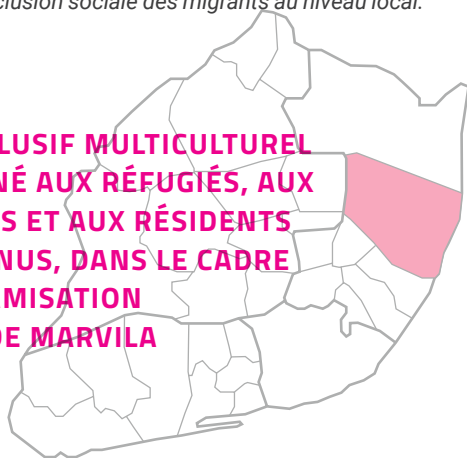 clusion sociale des migrants au niveau local.
LUSIF MULTICULTUREL
NÉ AUX RÉFUGIÉS, AUX
S ET AUX RÉSIDENTS
NUS, DANS LE CADRE
AMISATION
DE MARVILA